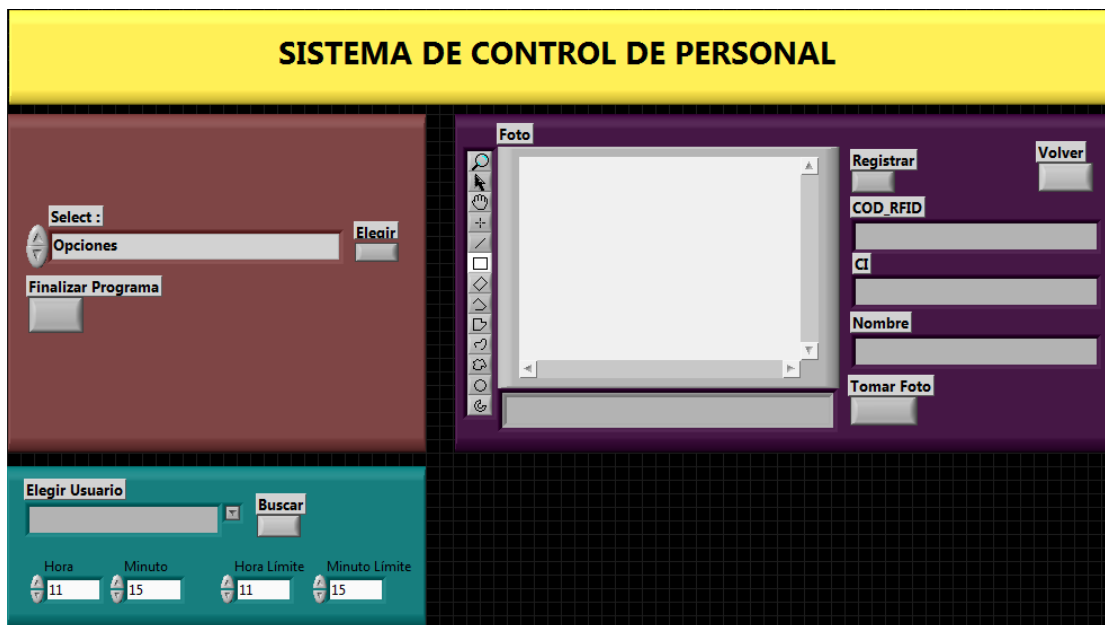 SISTEMA DE CONTROL DE PERSONAL
Select :
Opciones
Elegir
Finalizar Programa
Foto
Registrar
Volver
COD_RFID
CI
Nombre
Tomar Foto
Elegir Usuario
Buscar
Hora Minuto Hora Límite Minuto Límite
11 15 11 15